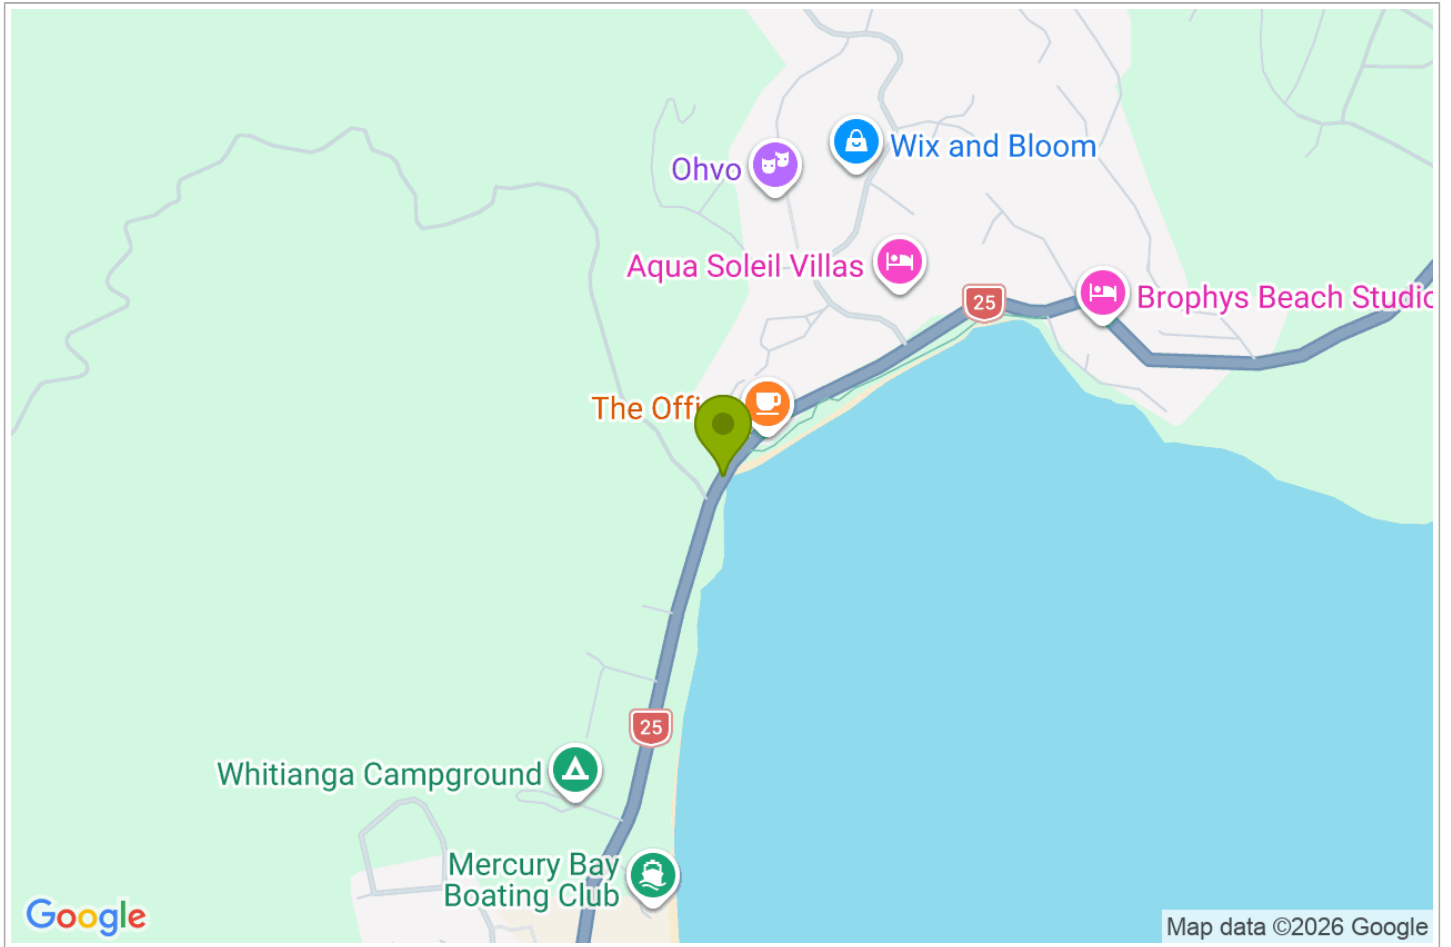 Wix and Bloom
Ohvo
Aqua Soleil Villas
25
Brophys Beach Studio
The Offi
25
Whitianga Campground
Mercury Bay
Boating Club
Google
Map data ©2026 Google